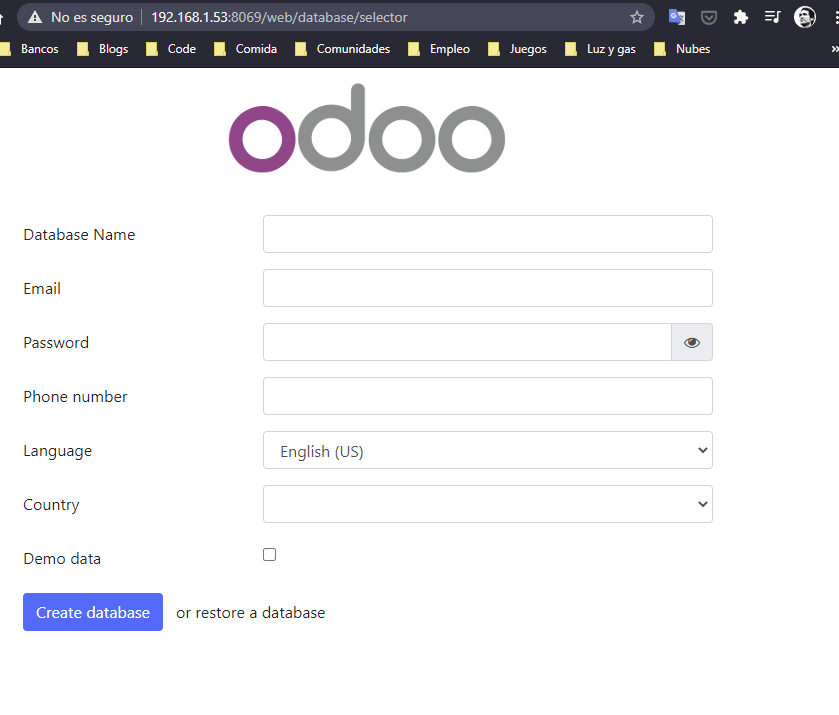 No es seguro 192.168.1.53:8069/web/database/selector
Bancos Blogs Code Comida Comunidades Empleo Juegos Luz y gas Nubes »
odoo
Database Name
Email
Password
Phone number
Language English (US)
Country
Demo data
Create database or restore a database